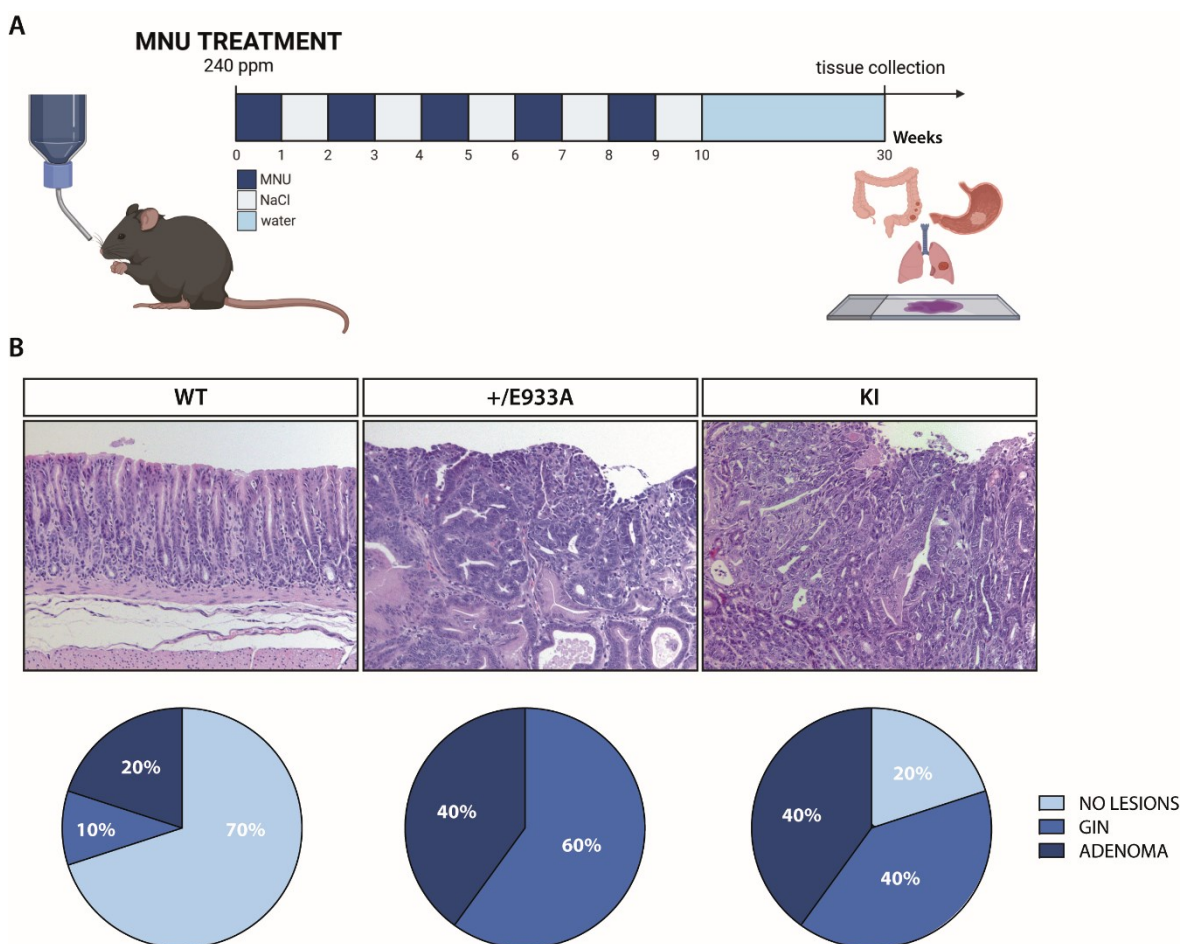 A
MNU TREATMENT
240 ppm
tissue collection
Weeks
0 1 2 3 4 5 6 7 8 9 10 30
MNU
NaCl
water
B
WT +/E933A KI
20% 10% 70%
40% 60%
20% 40% 40%
NO LESIONS
GIN
ADENOMA